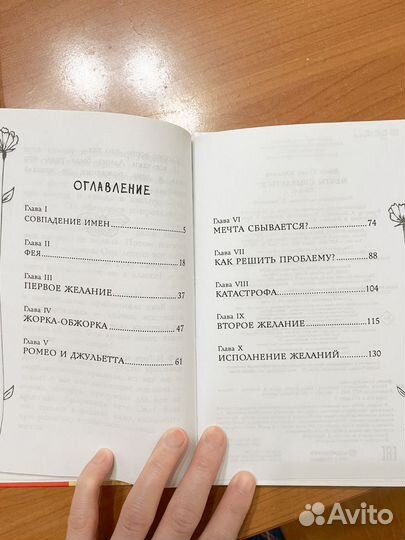 ОГЛАВЛЕНИЕ
Глава I
СОВПАДЕНИЕ ИМЕН 5
Глава II
ФЕЯ 18
Глава III
ПЕРВОЕ ЖЕЛАНИЕ 37
Глава IV
ЖОРКА-ОБЖОРКА 47
Глава V
РОМЕО И ДЖУЛЬЕТТА 61
Глава VI
МЕЧТА СБЫВАЕТСЯ? 74
Глава VII
КАК РЕШИТЬ ПРОБЛЕМУ? 88
Глава VIII
КАТАСТРОФА 104
Глава IX
ВТОРОЕ ЖЕЛАНИЕ 115
Глава X
ИСПОЛНЕНИЕ ЖЕЛАНИЙ 130
Avito